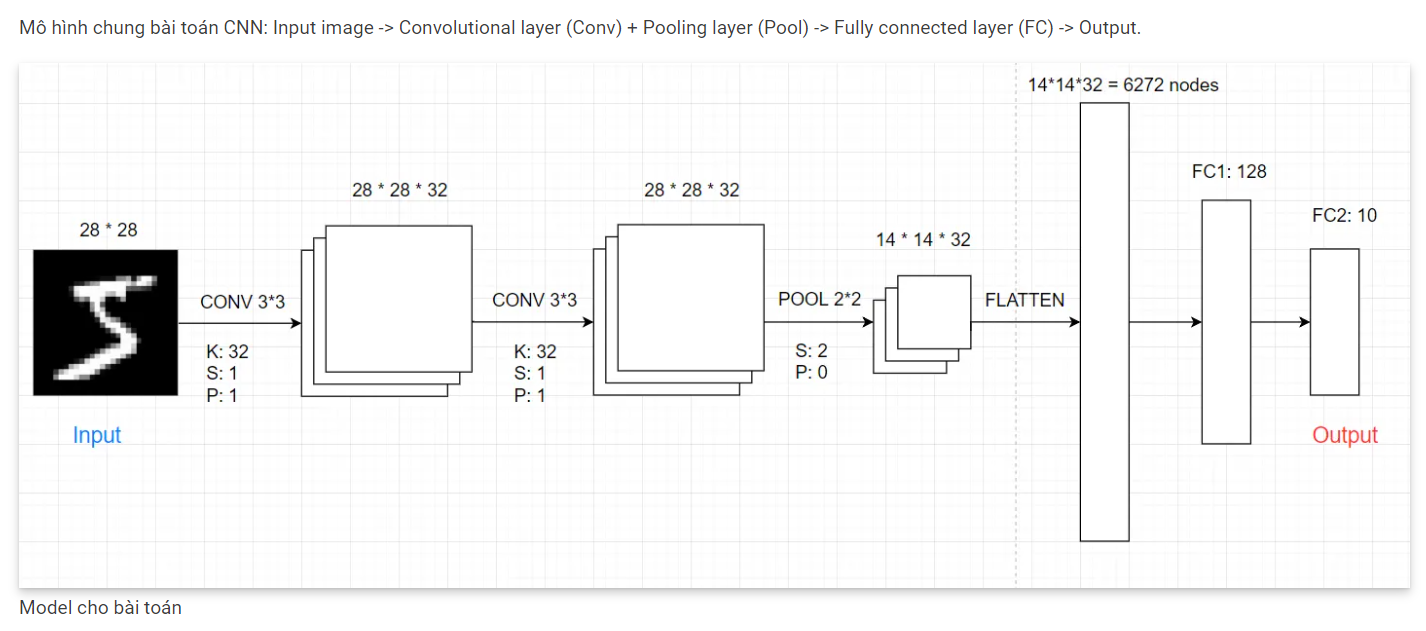 Mô hình chung bài toán CNN: Input image -> Convolutional layer (Conv) + Pooling layer (Pool) -> Fully connected layer (FC) -> Output.
28 * 28
CONV 3*3
K: 32
S: 1
P: 1
Input
28 * 28 * 32
CONV 3*3
K: 32
S: 1
P: 1
28 * 28 * 32
POOL 2*2
S: 2
P: 0
14 * 14 * 32
FLATTEN
14*14*32 = 6272 nodes
FC1: 128
FC2: 10
Output
Model cho bài toán